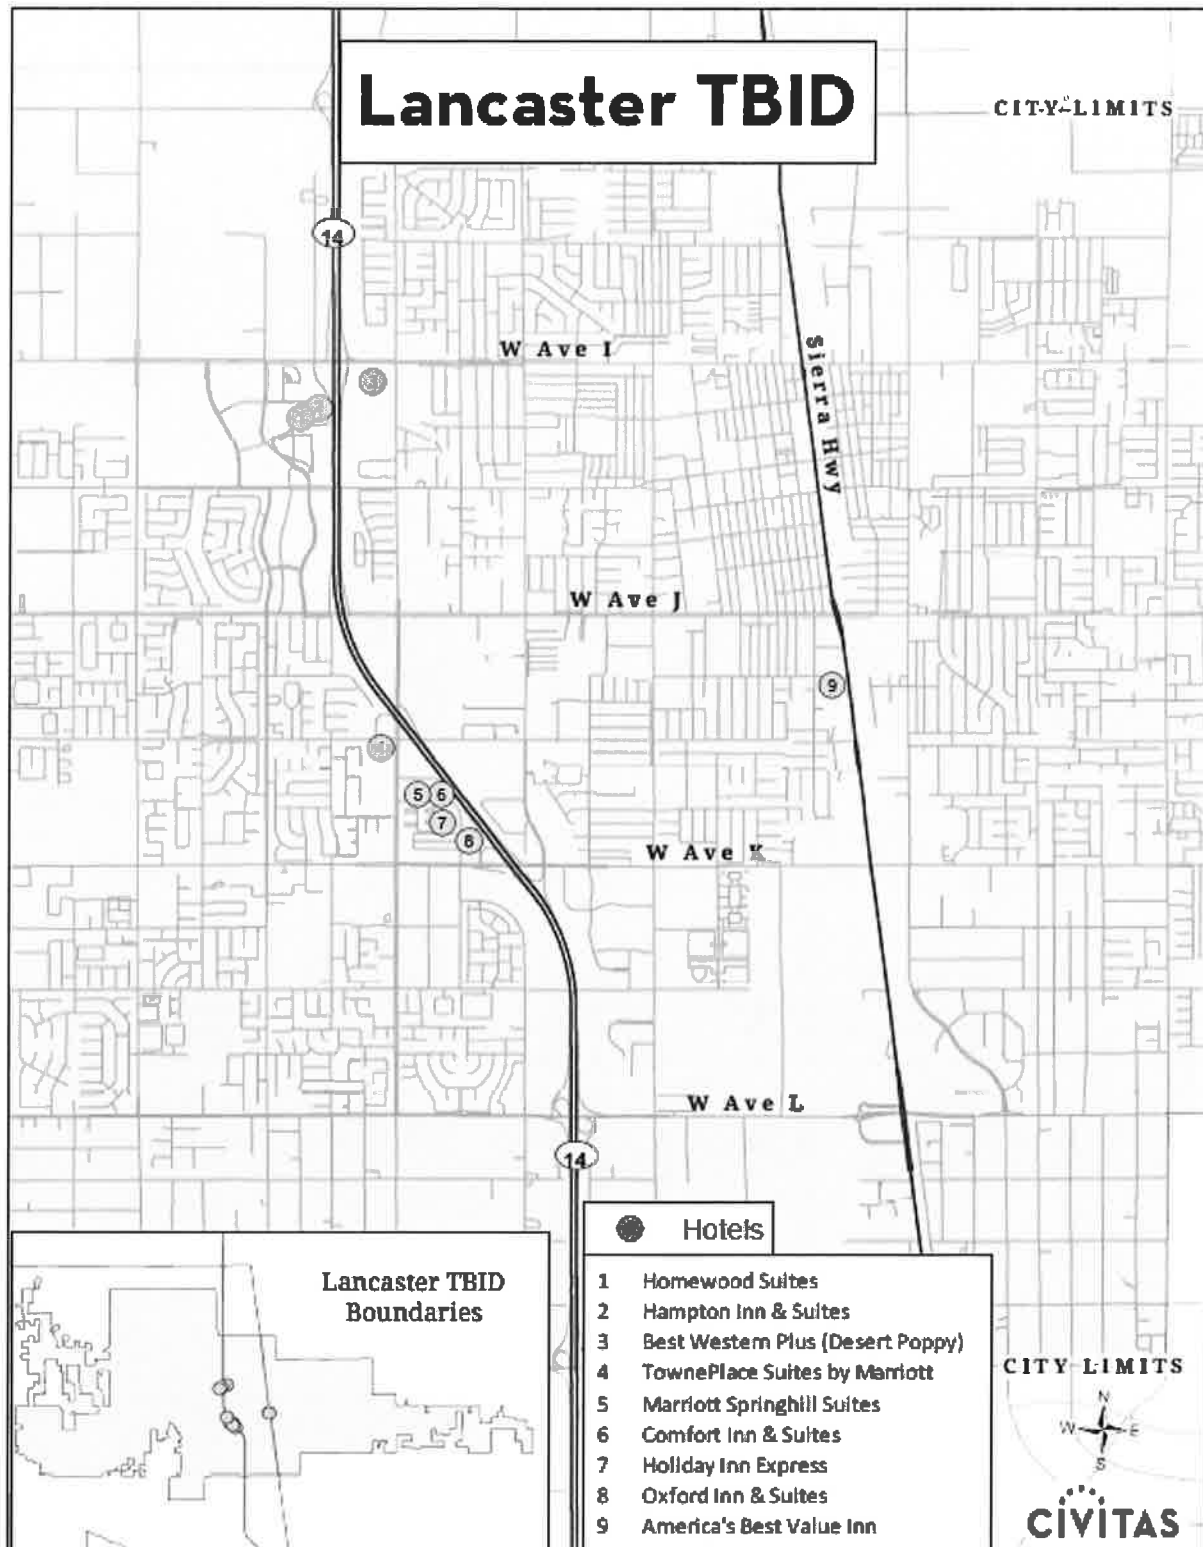 Lancaster TBID
CITY LIMITS
14
W Ave I
Sierra Hwy
W Ave J
9
5 6
7
8
W Ave K
W Ave L
14
Hotels
Lancaster TBID
Boundaries
1 Homewood Suites
2 Hampton Inn & Suites
3 Best Western Plus (Desert Poppy)
4 TownePlace Suites by Marriott
5 Marriott Springhill Suites
6 Comfort Inn & Suites
7 Holiday Inn Express
8 Oxford Inn & Suites
9 America's Best Value Inn
CITY LIMITS
N
W E
S
CIVITAS